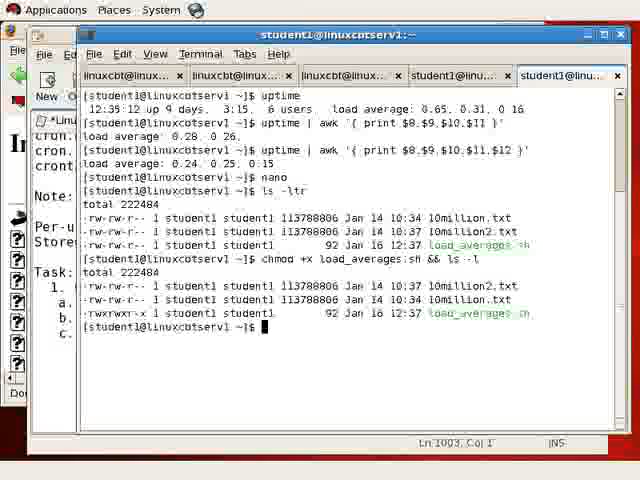 Applications Places System
student1@linuxcbtserv1:~
File Edit View Terminal Tabs Help
linuxcbt@linux... linuxcbt@linux... linuxcbt@linux... student1@linux... student1@linux...
[student1@linuxcbtserv1 ~]$ uptime
12:35:12 up 9 days, 3:15, 6 users, load average: 0.65, 0.31, 0.16
[student1@linuxcbtserv1 ~]$ uptime | awk '{ print $8,$9,$10,$11 }'
load average: 0.28, 0.26,
[student1@linuxcbtserv1 ~]$ uptime | awk '{ print $8,$9,$10,$11,$12 }'
load average: 0.24, 0.25, 0.15
[student1@linuxcbtserv1 ~]$ nano
[student1@linuxcbtserv1 ~]$ ls -ltr
total 222484
-rw-rw-r-- 1 student1 student1 113788806 Jan 14 10:34 10million.txt
-rw-rw-r-- 1 student1 student1 113788806 Jan 14 10:37 10million2.txt
-rw-rw-r-- 1 student1 student1 92 Jan 16 12:37 load_averages.sh
[student1@linuxcbtserv1 ~]$ chmod +x load_averages.sh && ls -l
total 222484
-rw-rw-r-- 1 student1 student1 113788806 Jan 14 10:37 10million2.txt
-rw-rw-r-- 1 student1 student1 113788806 Jan 14 10:34 10million.txt
-rwxrwxr-x 1 student1 student1 92 Jan 16 12:37 load_averages.sh
[student1@linuxcbtserv1 ~]$
File Ed
New
*Linu
cron.
cron.
cront
Note:
Per-u
Store
Task:
1.
a.
b.
c.
Ln 1003, Col 1 INS
File
In
Do